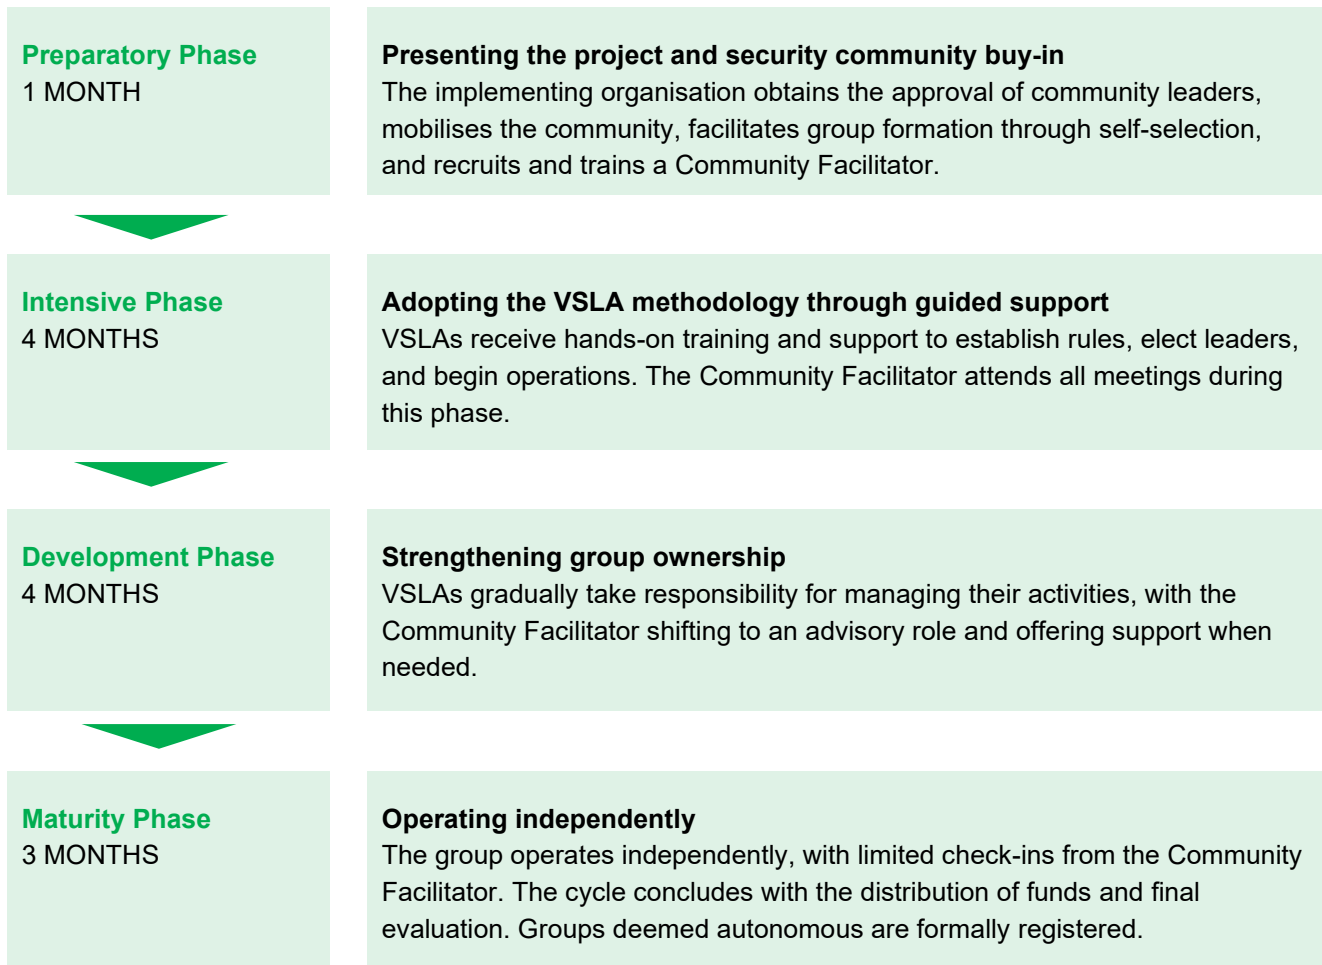 Preparatory Phase
1 MONTH
Presenting the project and security community buy-in
The implementing organisation obtains the approval of community leaders,
mobilises the community, facilitates group formation through self-selection,
and recruits and trains a Community Facilitator.
Intensive Phase
4 MONTHS
Adopting the VSLA methodology through guided support
VSLAs receive hands-on training and support to establish rules, elect leaders,
and begin operations. The Community Facilitator attends all meetings during
this phase.
Development Phase
4 MONTHS
Strengthening group ownership
VSLAs gradually take responsibility for managing their activities, with the
Community Facilitator shifting to an advisory role and offering support when
needed.
Maturity Phase
3 MONTHS
Operating independently
The group operates independently, with limited check-ins from the Community
Facilitator. The cycle concludes with the distribution of funds and final
evaluation. Groups deemed autonomous are formally registered.